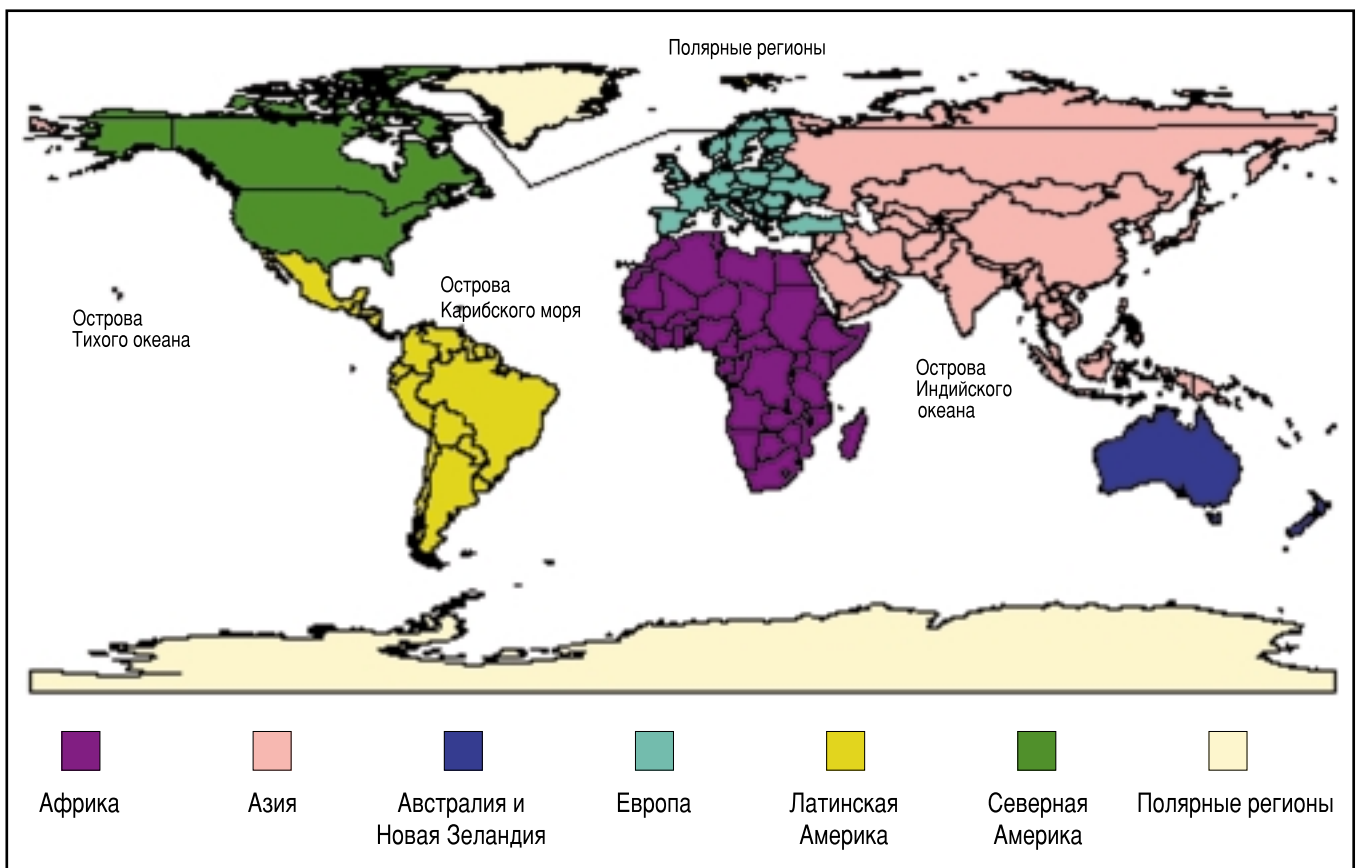 Полярные регионы
Острова
Карибского моря
Острова
Тихого океана
Острова
Индийского
океана
Африка
Азия
Австралия и
Новая Зеландия
Европа
Латинская
Америка
Северная
Америка
Полярные регионы